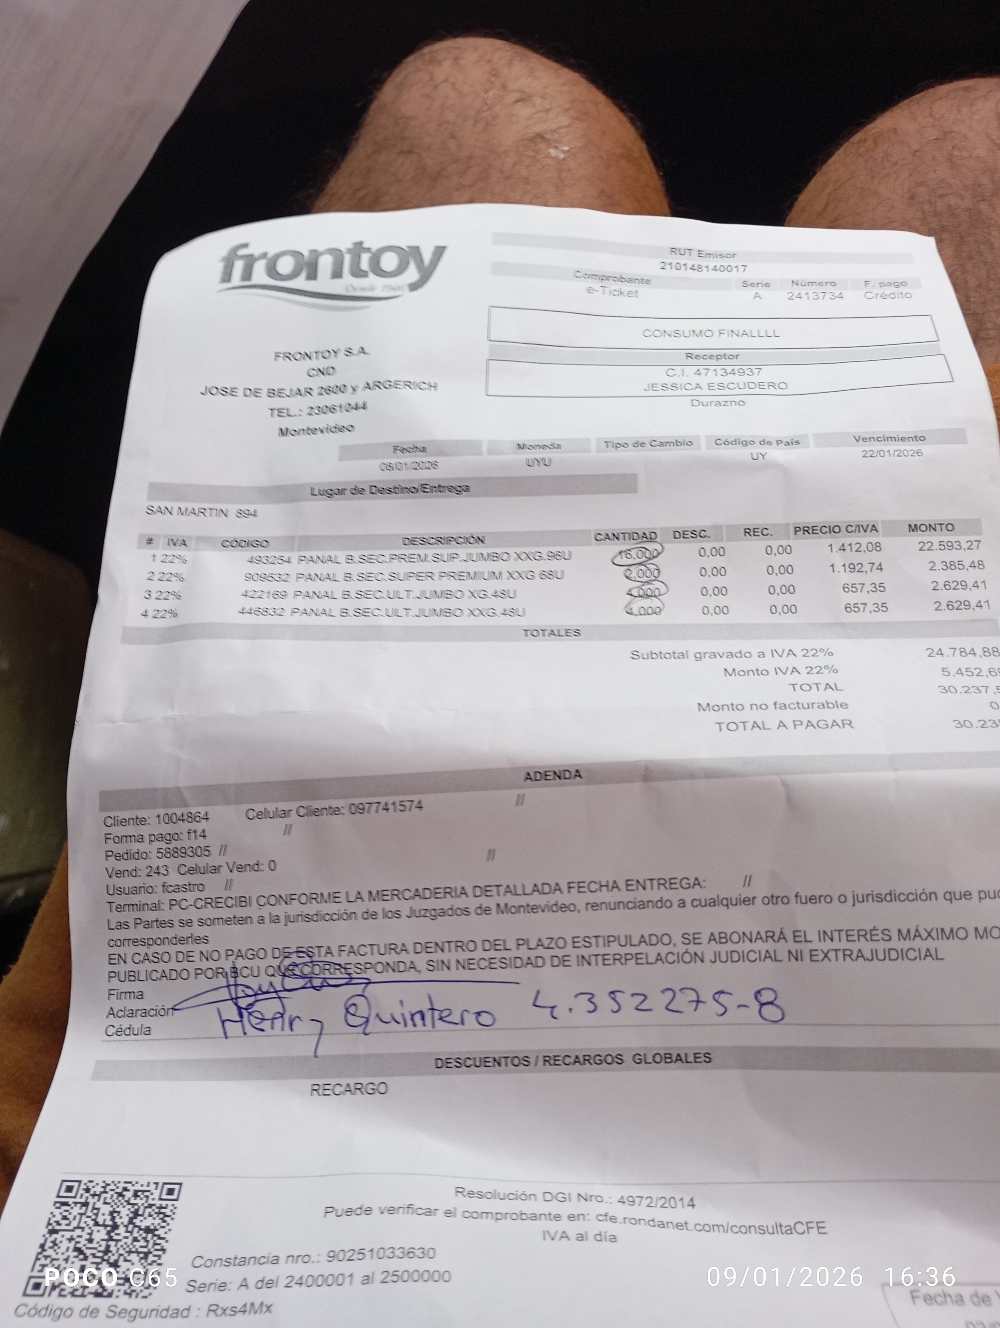 frontoy
Desde 1980
RUT Emisor
210148140017
Comprobante Serie Número F. pago
e-Ticket A 2413734 Crédito
CONSUMO FINALLLL
Receptor
C.I. 47134937
JESSICA ESCUDERO
Durazno
FRONTOY S.A.
CNO
JOSE DE BEJAR 2600 y ARGERICH
TEL.: 23061044
Montevideo
Fecha Moneda Tipo de Cambio Código de País Vencimiento
08/01/2026 UYU UY 22/01/2026
Lugar de Destino/Entrega
SAN MARTIN 894
# IVA CÓDIGO DESCRIPCIÓN CANTIDAD DESC. REC. PRECIO C/IVA MONTO
1 22% 493254 PANAL B.SEC.PREM.SUP.JUMBO XXG.96U 16,000 0,00 0,00 1.412,08 22.593,27
2 22% 909532 PANAL B.SEC.SUPER PREMIUM XXG 68U 2,000 0,00 0,00 1.192,74 2.385,48
3 22% 422169 PANAL B.SEC.ULT.JUMBO XG.48U 4,000 0,00 0,00 657,35 2.629,41
4 22% 446832 PANAL B.SEC.ULT.JUMBO XXG.48U 4,000 0,00 0,00 657,35 2.629,41
TOTALES
Subtotal gravado a IVA 22% 24.784,88
Monto IVA 22% 5.452,6
TOTAL 30.237,
Monto no facturable 0
TOTAL A PAGAR 30.23
ADENDA
Cliente: 1004864 Celular Cliente: 097741574 //
Forma pago: f14 //
Pedido: 5889305 //
Vend: 243 Celular Vend: 0 //
Usuario: fcastro //
Terminal: PC-CRECIBI CONFORME LA MERCADERIA DETALLADA FECHA ENTREGA: //
Las Partes se someten a la jurisdicción de los Juzgados de Montevideo, renunciando a cualquier otro fuero o jurisdicción que pu
corresponderles
EN CASO DE NO PAGO DE ESTA FACTURA DENTRO DEL PLAZO ESTIPULADO, SE ABONARÁ EL INTERÉS MÁXIMO MO
PUBLICADO POR BCU QUE CORRESPONDA, SIN NECESIDAD DE INTERPELACIÓN JUDICIAL NI EXTRAJUDICIAL
Firma
Aclaración
Henry Quintero 4.352275-8
Cédula
DESCUENTOS / RECARGOS GLOBALES
RECARGO
Resolución DGI Nro.: 4972/2014
Puede verificar el comprobante en: cfe.rondanet.com/consultaCFE
IVA al día
Constancia nro.: 90251033630
Serie: A del 2400001 al 2500000
Código de Seguridad : Rxs4Mx
Fecha de
POCO C65
09/01/2026 16:36